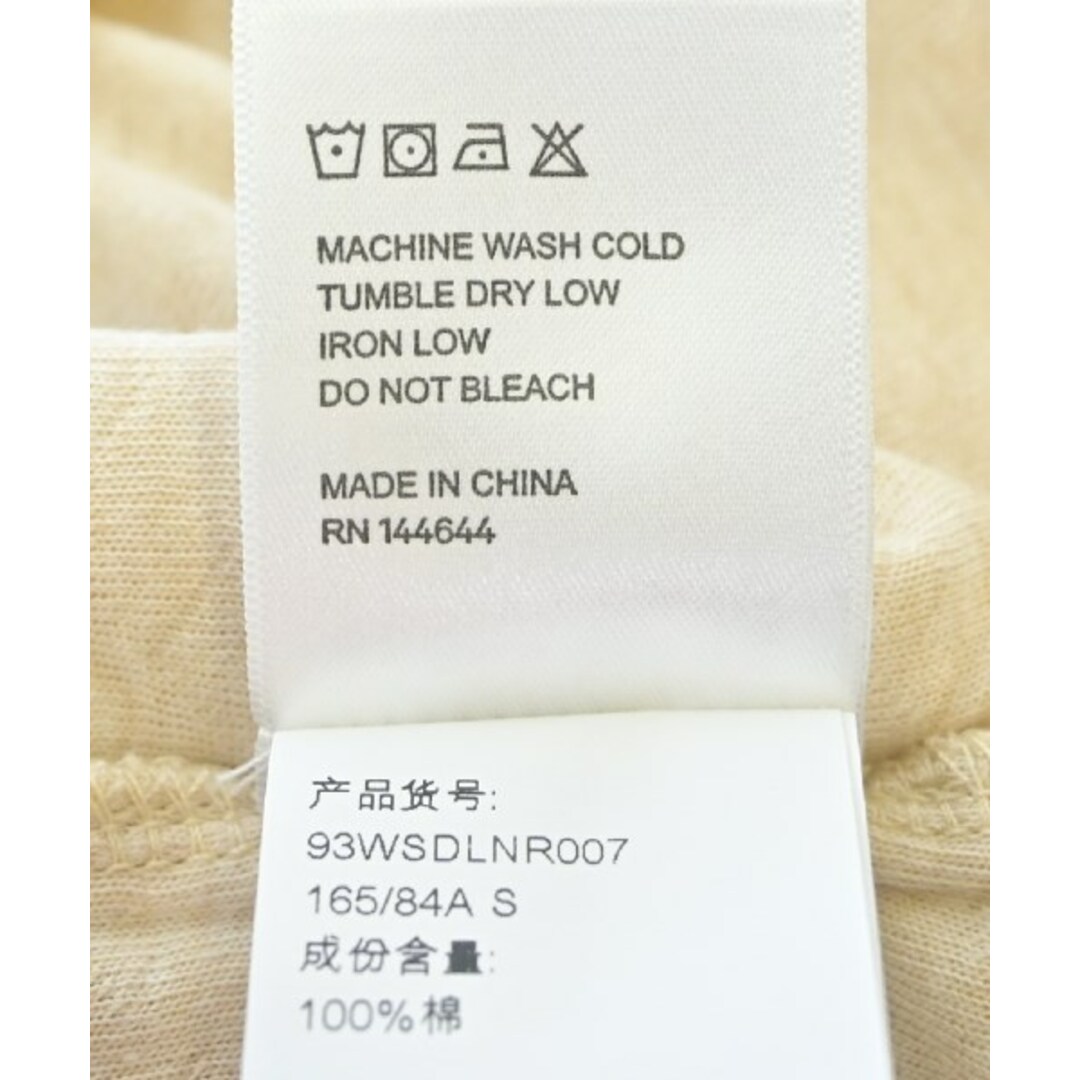 MACHINE WASH COLD
TUMBLE DRY LOW
IRON LOW
DO NOT BLEACH
MADE IN CHINA
RN 144644
产品货号:
93WSDLNR007
165/84A S
成份含量:
100%棉